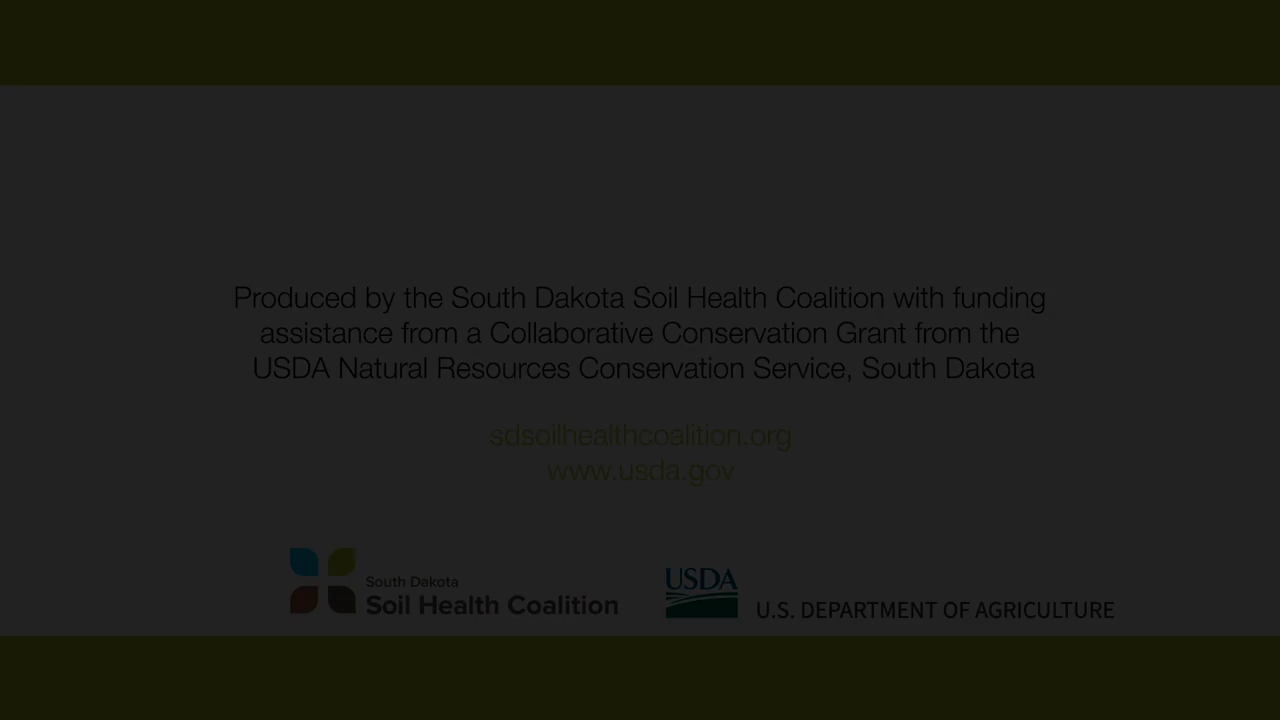 Produced by the South Dakota Soil Health Coalition with funding
assistance from a Collaborative Conservation Grant from the
USDA Natural Resources Conservation Service, South Dakota
sdsoilhealthcoalition.org
www.usda.gov
South Dakota
Soil Health Coalition
USDA
U.S. DEPARTMENT OF AGRICULTURE